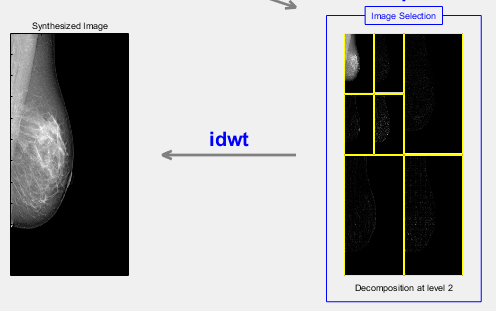 Image Selection
Synthesized Image
idwt
Decomposition at level 2